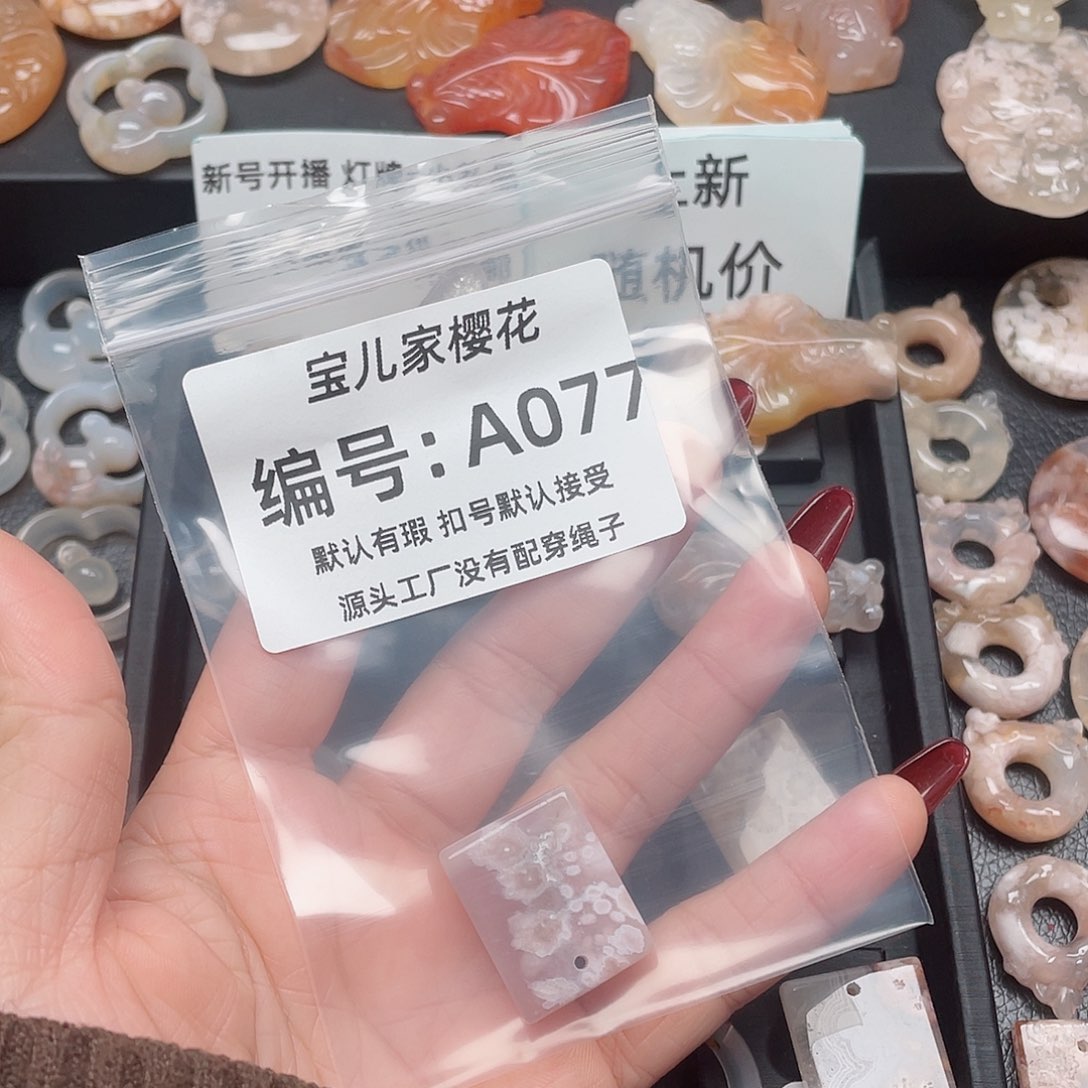 新号开播 灯牌
上新
随机价
宝儿家樱花
编号：A077
默认有瑕 扣号默认接受
源头工厂没有配穿绳子